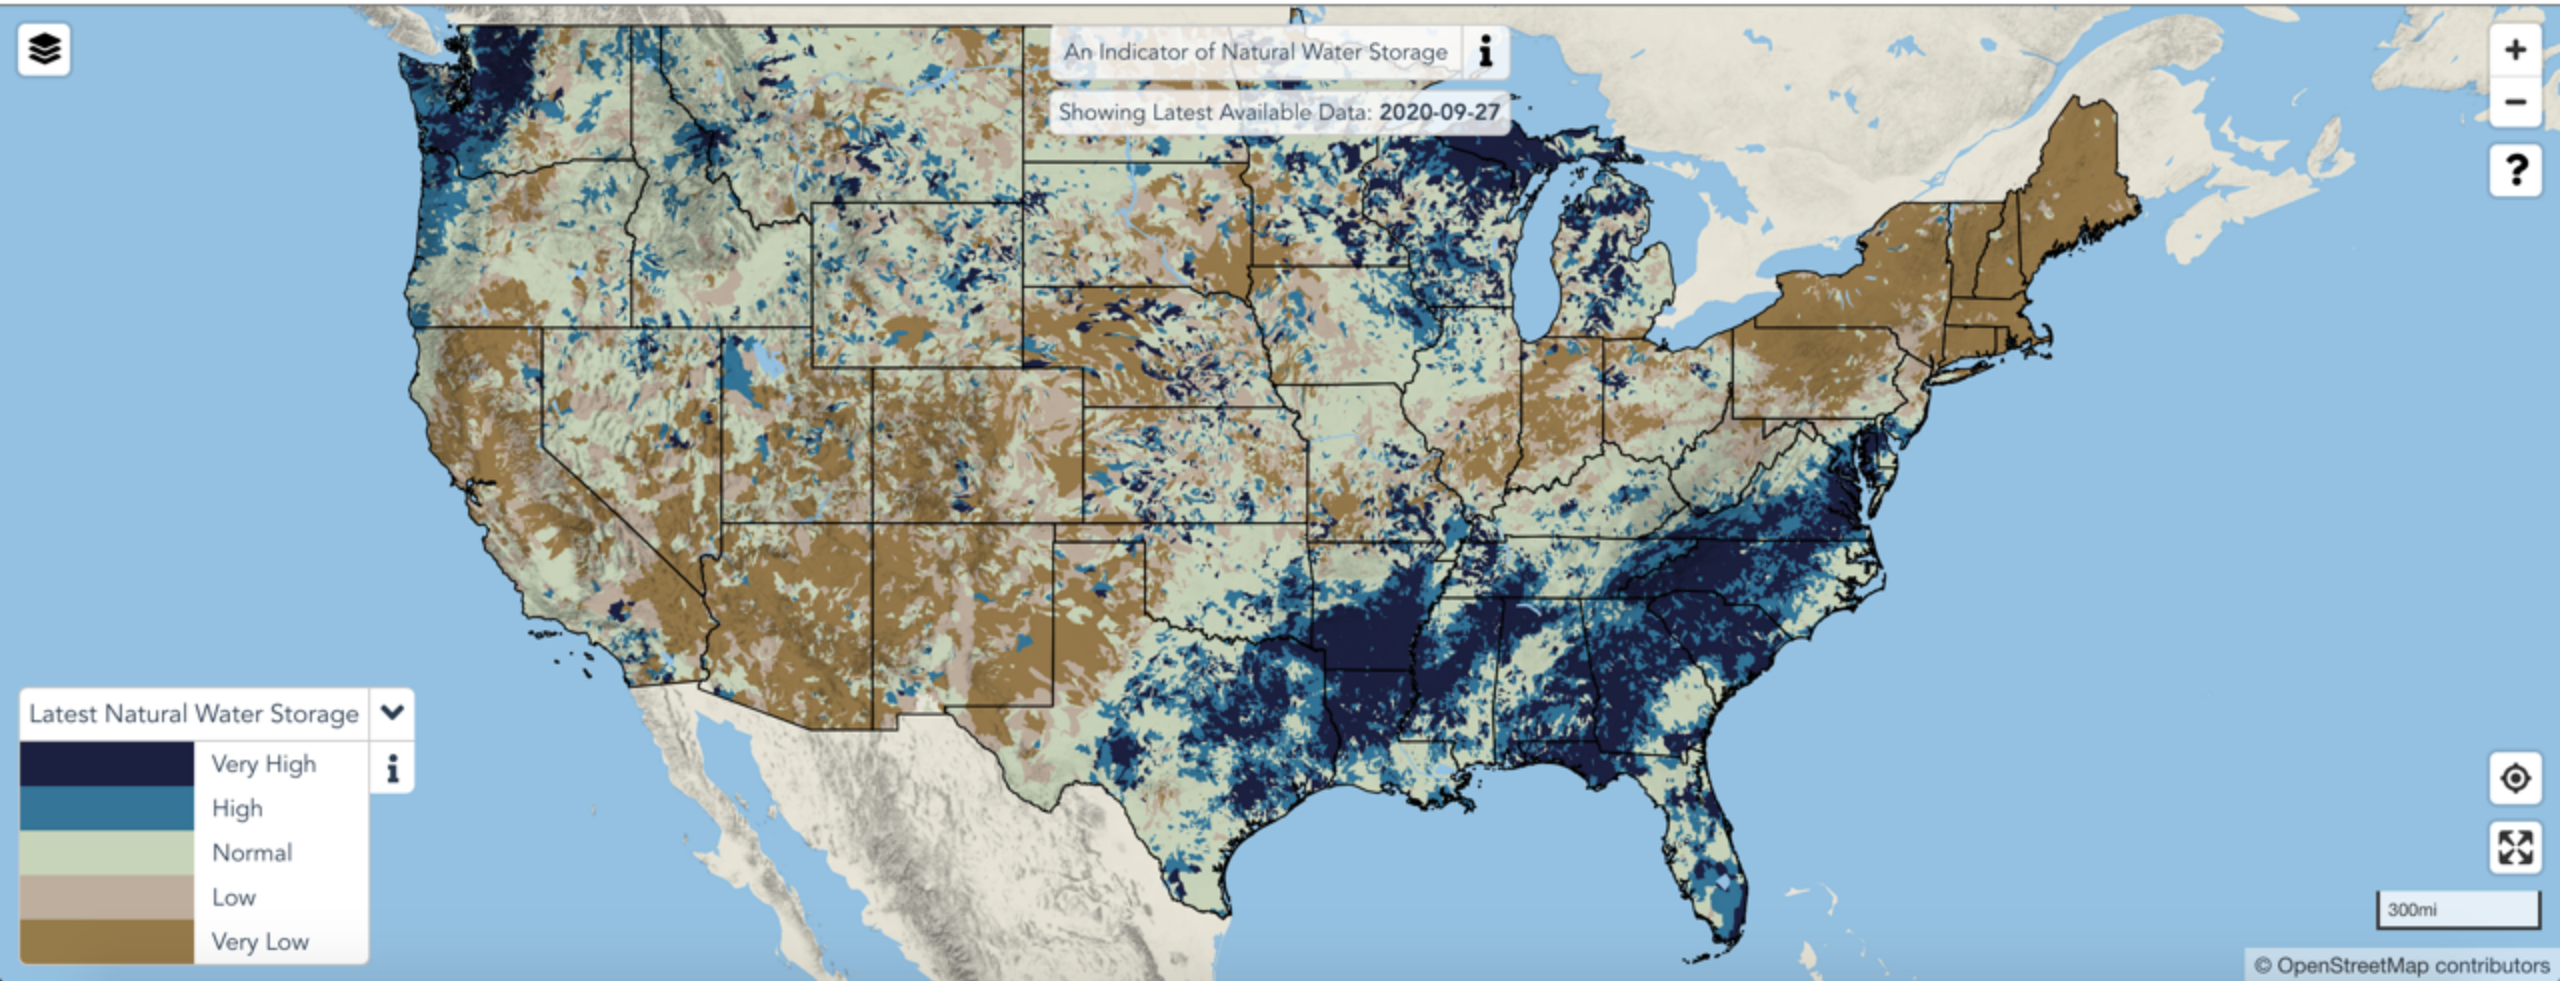 An Indicator of Natural Water Storage i
Showing Latest Available Data: 2020-09-27
+
−
?
Latest Natural Water Storage
i
Very High
High
Normal
Low
Very Low
300mi
© OpenStreetMap contributors